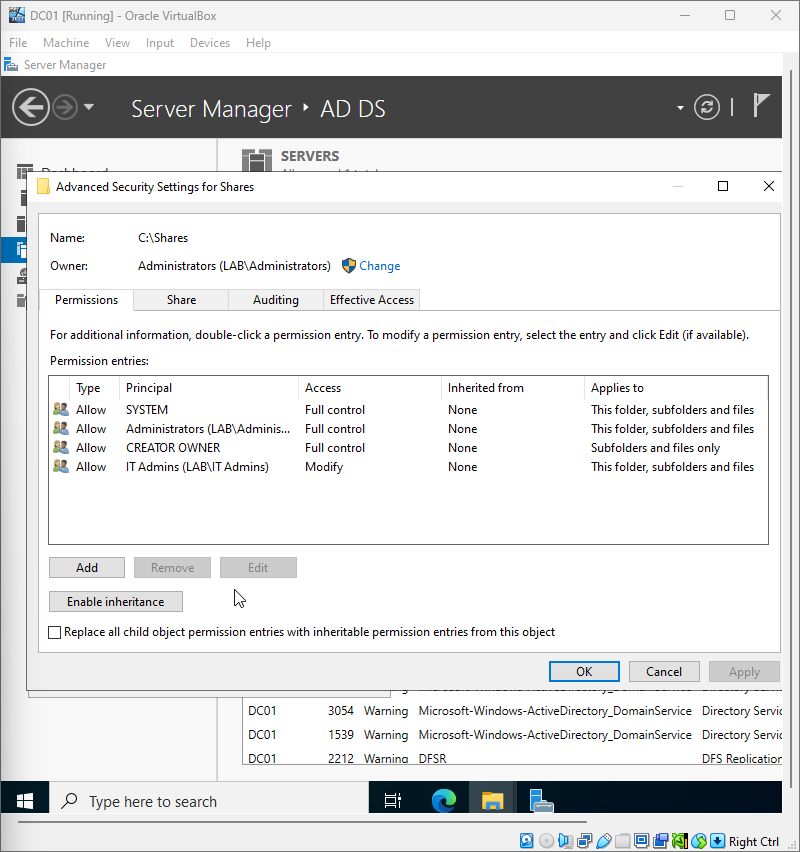 DC01 [Running] - Oracle VirtualBox
File Machine View Input Devices Help
Server Manager
Server Manager AD DS
SERVERS
Advanced Security Settings for Shares
Name: C:\Shares
Owner: Administrators (LAB\Administrators) Change
Permissions Share Auditing Effective Access
For additional information, double-click a permission entry. To modify a permission entry, select the entry and click Edit (if available).
Permission entries:
Type Principal Access Inherited from Applies to
Allow SYSTEM Full control None This folder, subfolders and files
Allow Administrators (LAB\Adminis... Full control None This folder, subfolders and files
Allow CREATOR OWNER Full control None Subfolders and files only
Allow IT Admins (LAB\IT Admins) Modify None This folder, subfolders and files
Add Remove Edit
Enable inheritance
Replace all child object permission entries with inheritable permission entries from this object
OK Cancel Apply
DC01 3054 Warning Microsoft-Windows-ActiveDirectory_DomainService Directory Servic
DC01 1539 Warning Microsoft-Windows-ActiveDirectory_DomainService Directory Servic
DC01 2212 Warning DFSR DFS Replication
Type here to search
Right Ctrl